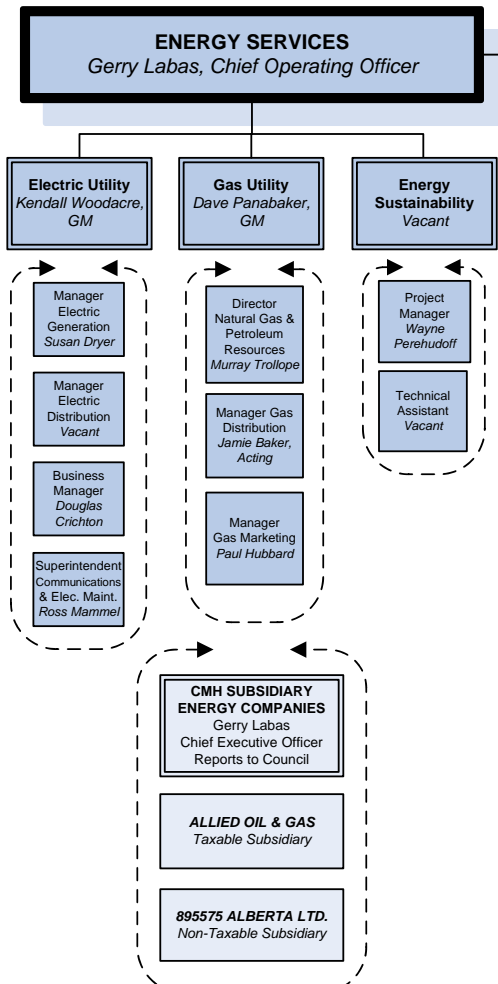 ENERGY SERVICES
Gerry Labas, Chief Operating Officer
Electric Utility
Kendall Woodacre,
GM
Gas Utility
Dave Panabaker,
GM
Energy
Sustainability
Vacant
Manager
Electric
Generation
Susan Dryer
Manager
Electric
Distribution
Vacant
Business
Manager
Douglas
Crichton
Superintendent
Communications
& Elec. Maint.
Ross Mammel
Director
Natural Gas &
Petroleum
Resources
Murray Trollope
Manager Gas
Distribution
Jamie Baker,
Acting
Manager
Gas Marketing
Paul Hubbard
Project
Manager
Wayne
Perehudoff
Technical
Assistant
Vacant
CMH SUBSIDIARY
ENERGY COMPANIES
Gerry Labas
Chief Executive Officer
Reports to Council
ALLIED OIL & GAS
Taxable Subsidiary
895575 ALBERTA LTD.
Non-Taxable Subsidiary